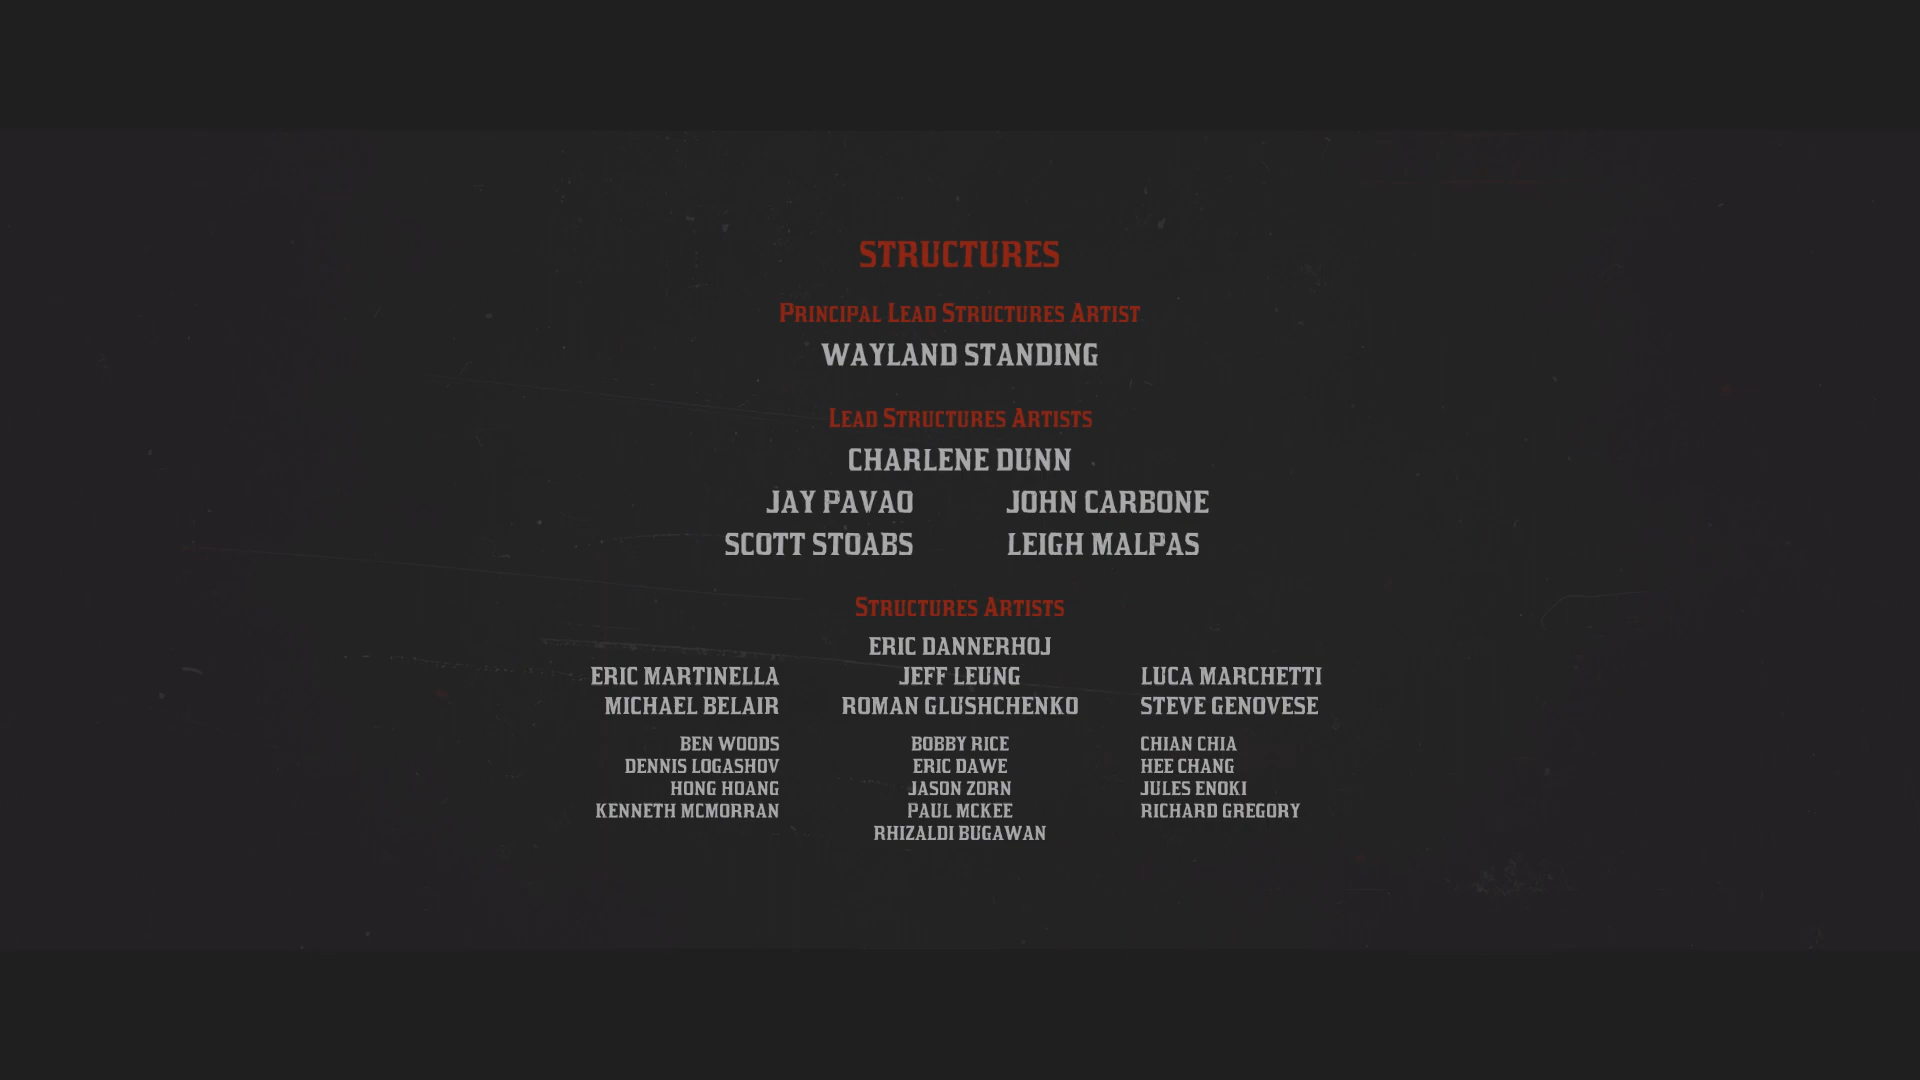 STRUCTURES
PRINCIPAL LEAD STRUCTURES ARTIST
WAYLAND STANDING
LEAD STRUCTURES ARTISTS
CHARLENE DUNN
JAY PAVAO JOHN CARBONE
SCOTT STOABS LEIGH MALPAS
STRUCTURES ARTISTS
ERIC DANNERHOJ
ERIC MARTINELLA JEFF LEUNG LUCA MARCHETTI
MICHAEL BELAIR ROMAN GLUSHCHENKO STEVE GENOVESE
BEN WOODS BOBBY RICE CHIAN CHIA
DENNIS LOGASHOV ERIC DAWE HEE CHANG
HONG HOANG JASON ZORN JULES ENOKI
KENNETH MCMORRAN PAUL MCKEE RICHARD GREGORY
RHIZALDI BUGAWAN